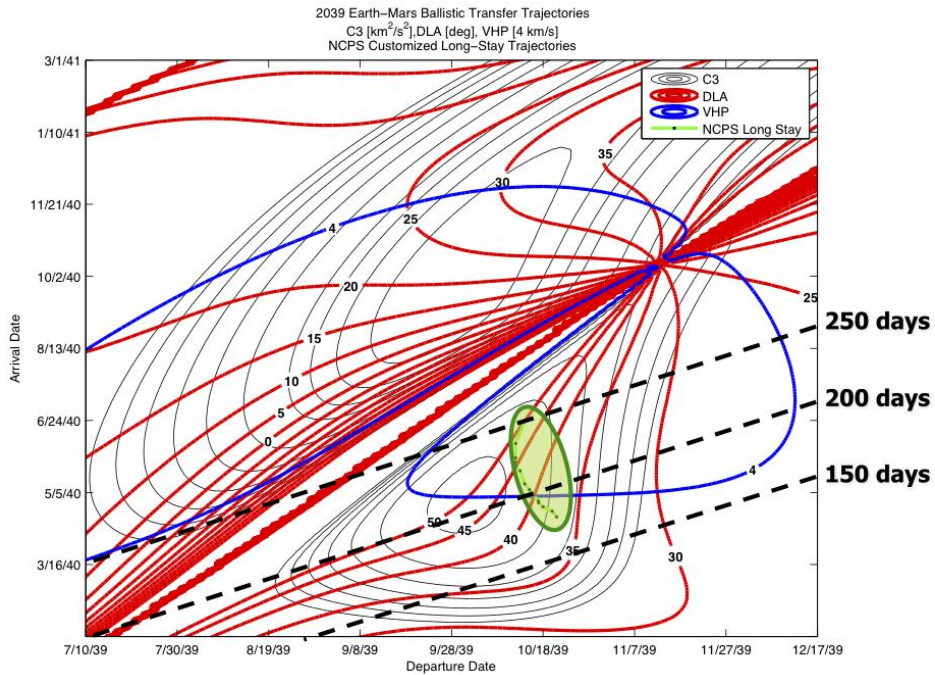 2039 Earth−Mars Ballistic Transfer Trajectories
C3 [km²/s²],DLA [deg], VHP [4 km/s]
NCPS Customized Long−Stay Trajectories
3/1/41
1/10/41
11/21/40
10/2/40
8/13/40
6/24/40
5/5/40
3/16/40
Arrival Date
C3
DLA
VHP
NCPS Long Stay
35
30
25
4
20
25
15
10
5
0
4
50
45
40
35
30
250 days
200 days
150 days
7/10/39 7/30/39 8/19/39 9/8/39 9/28/39 10/18/39 11/7/39 11/27/39 12/17/39
Departure Date